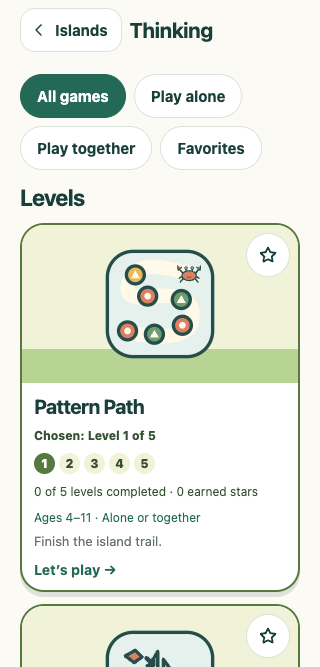 Islands
Thinking
All games
Play alone
Play together
Favorites
Levels
Pattern Path
Chosen: Level 1 of 5
1 2 3 4 5
0 of 5 levels completed · 0 earned stars
Ages 4–11 · Alone or together
Finish the island trail.
Let’s play →